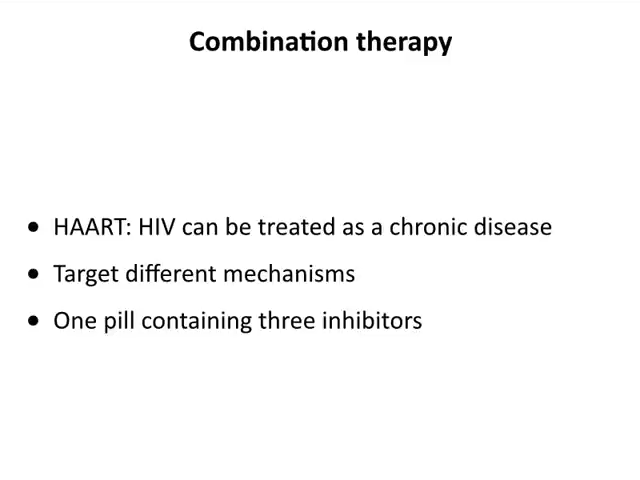 Combination therapy
• HAART: HIV can be treated as a chronic disease
• Target different mechanisms
• One pill containing three inhibitors